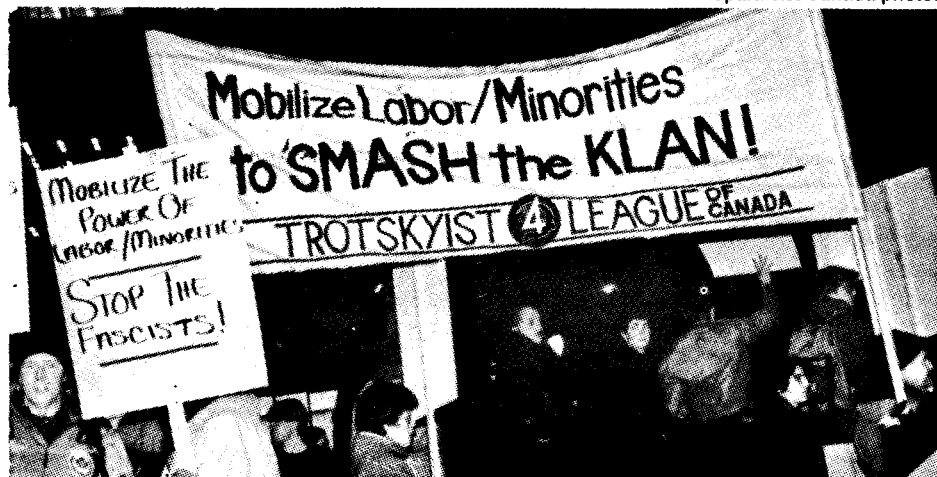 Mobilize Labor/Minorities
to SMASH the KLAN!
TROTSKYIST 4 LEAGUE OF CANADA
MOBILIZE THE
POWER OF
LABOR/MINORITIES
STOP THE
FASCISTS!